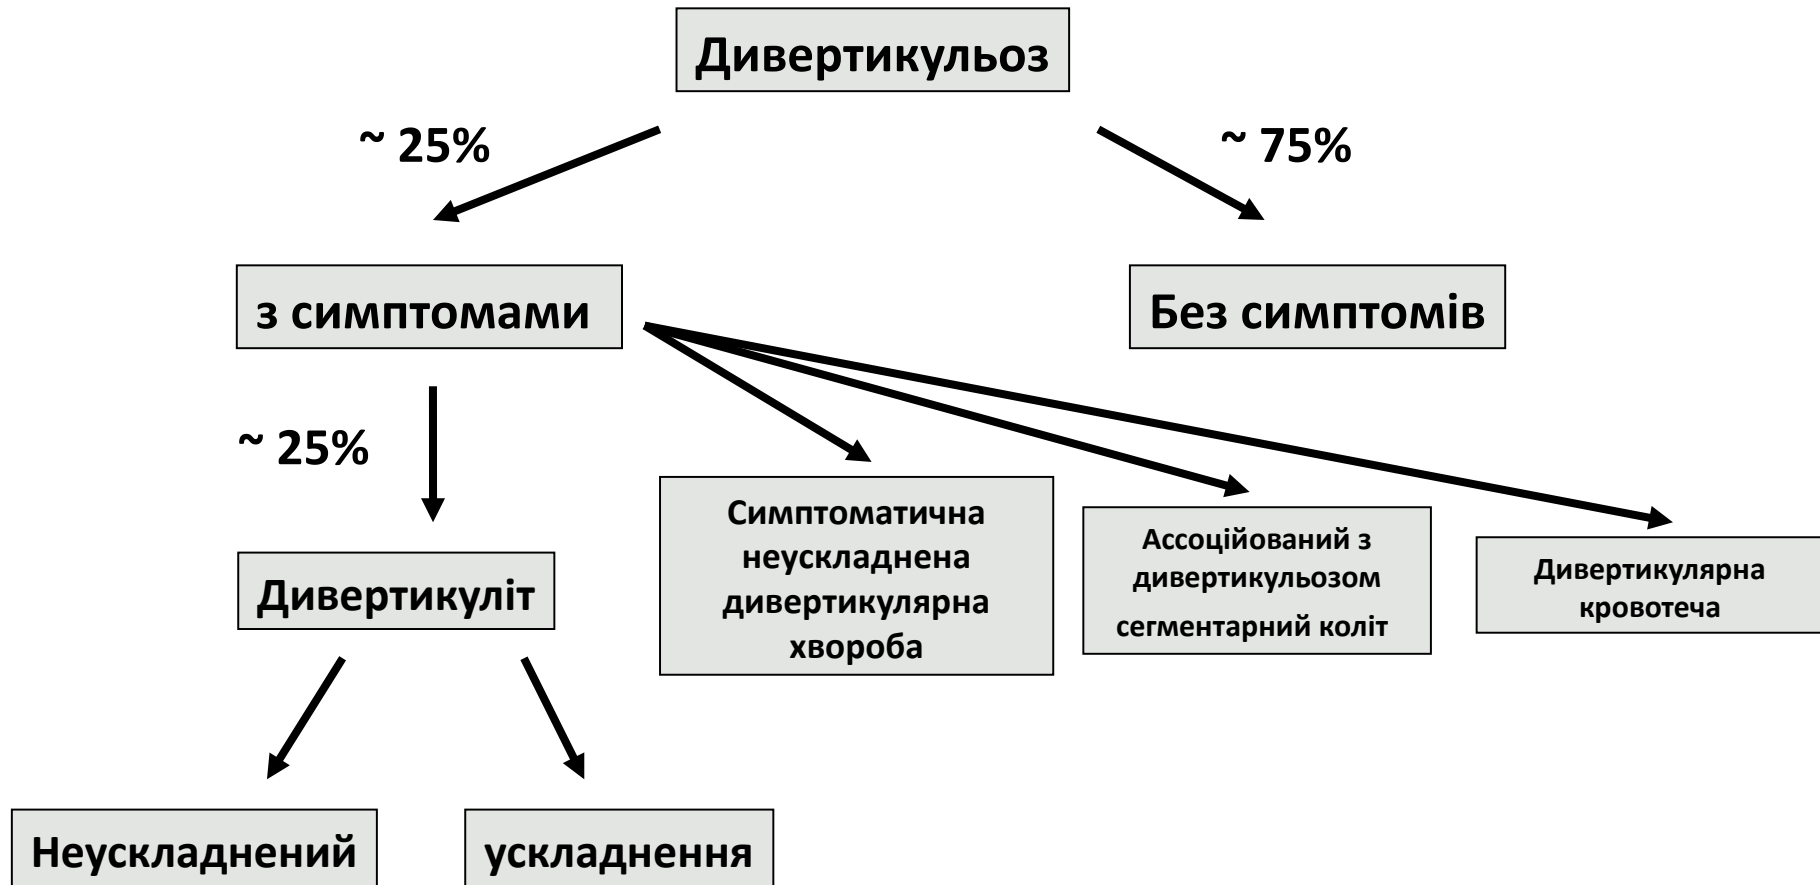 Дивертикульоз
~ 25%
~ 75%
з симптомами
Без симптомів
~ 25%
Симптоматична
неускладнена
дивертикулярна
хвороба
Ассоційований з
дивертикульозом
сегментарний коліт
Дивертикулярна
кровотеча
Дивертикуліт
Неускладнений
ускладнення